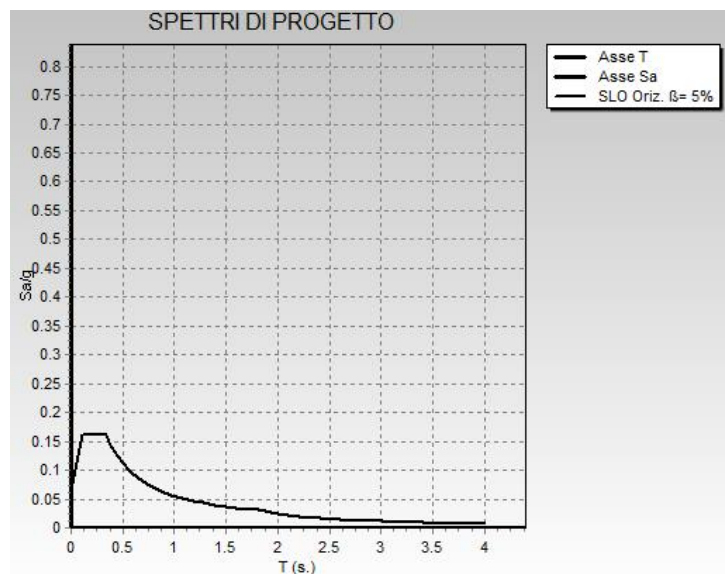 SPETTRI DI PROGETTO
Asse T
Asse Sa
SLO Oriz. ß= 5%
Sa/g
0.8
0.75
0.7
0.65
0.6
0.55
0.5
0.45
0.4
0.35
0.3
0.25
0.2
0.15
0.1
0.05
0
0 0.5 1 1.5 2 2.5 3 3.5 4
T (s.)